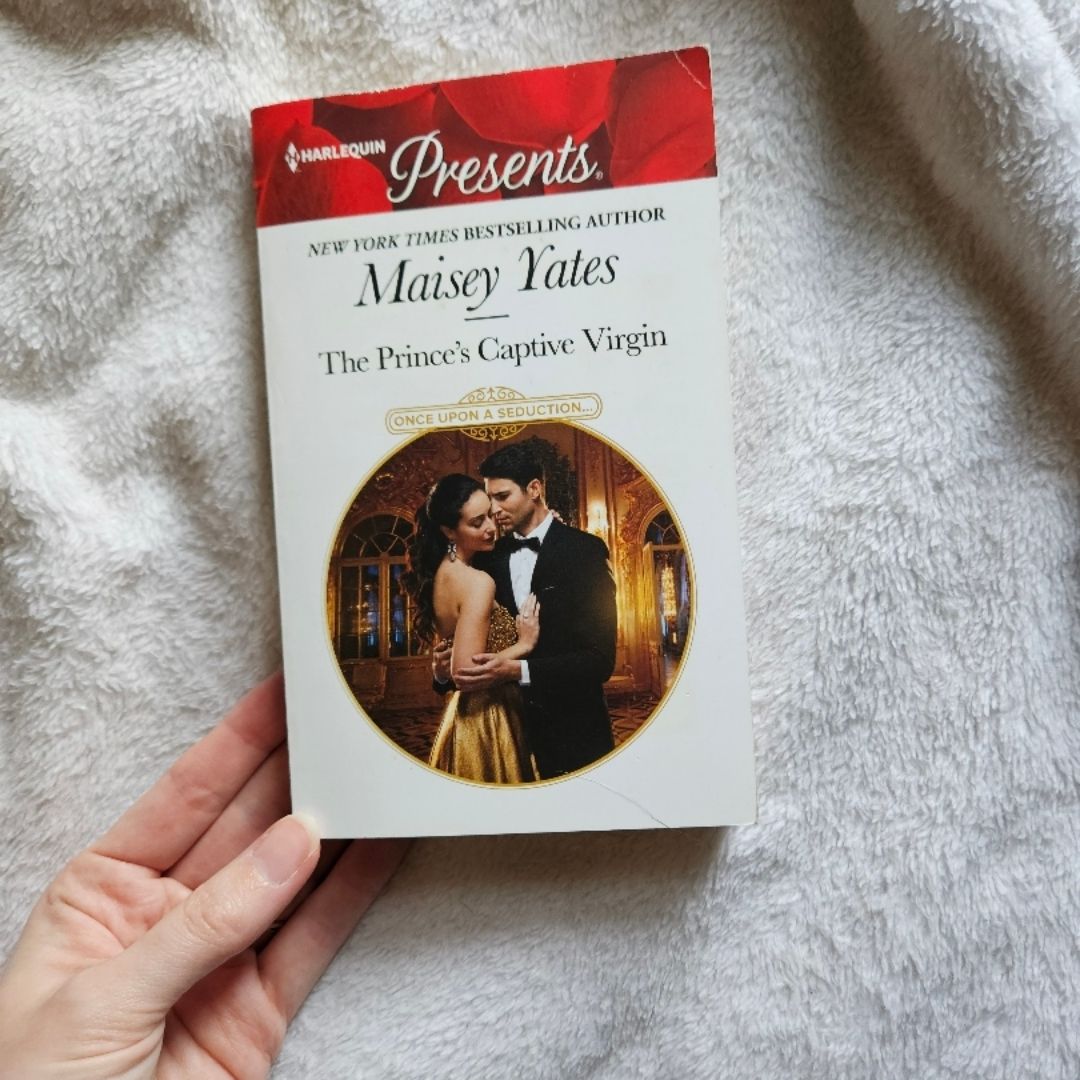 HARLEQUIN Presents®
NEW YORK TIMES BESTSELLING AUTHOR
Maisey Yates
The Prince's Captive Virgin
ONCE UPON A SEDUCTION...